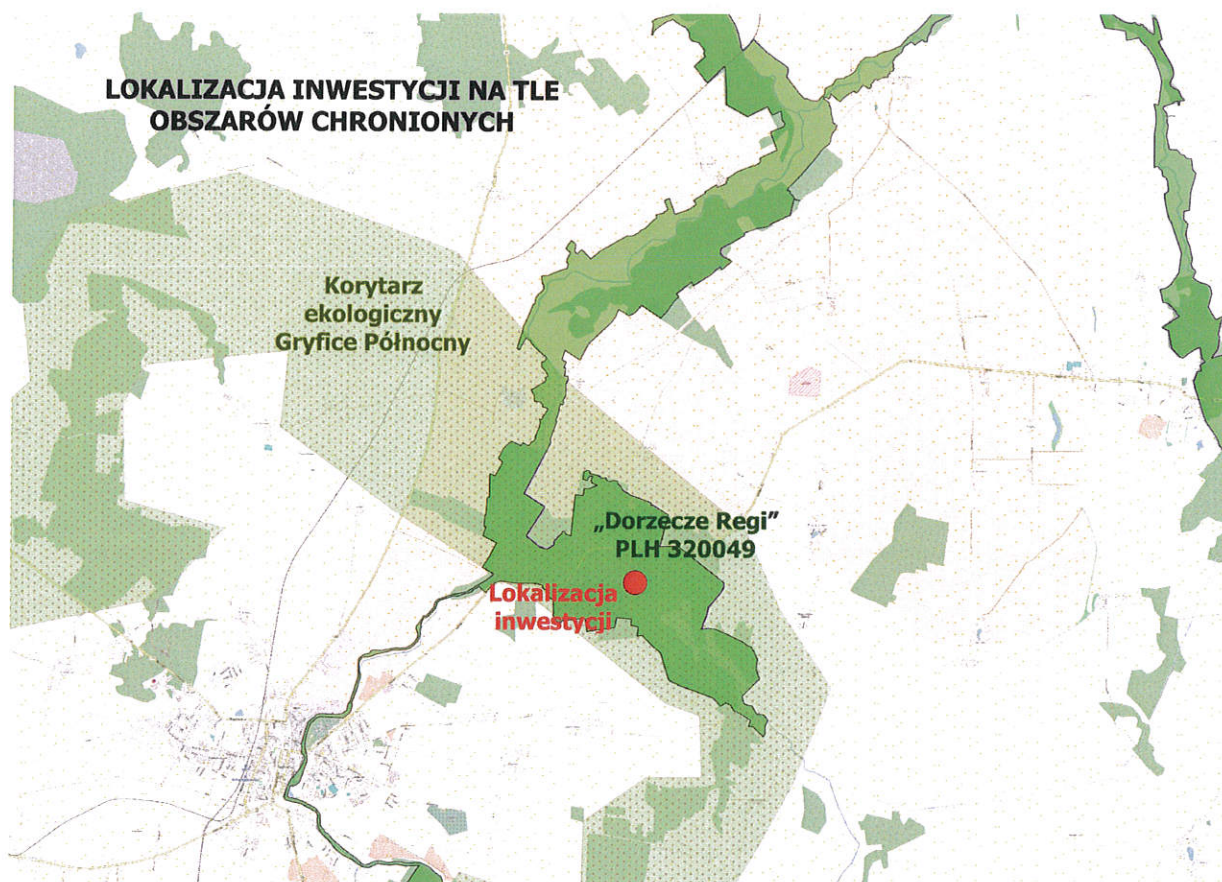 LOKALIZACJA INWESTYCJI NA TLE
OBSZARÓW CHRONIONYCH
Korytarz
ekologiczny
Gryfice Północny
„Dorzecze Regi”
PLH 320049
Lokalizacja
inwestycji